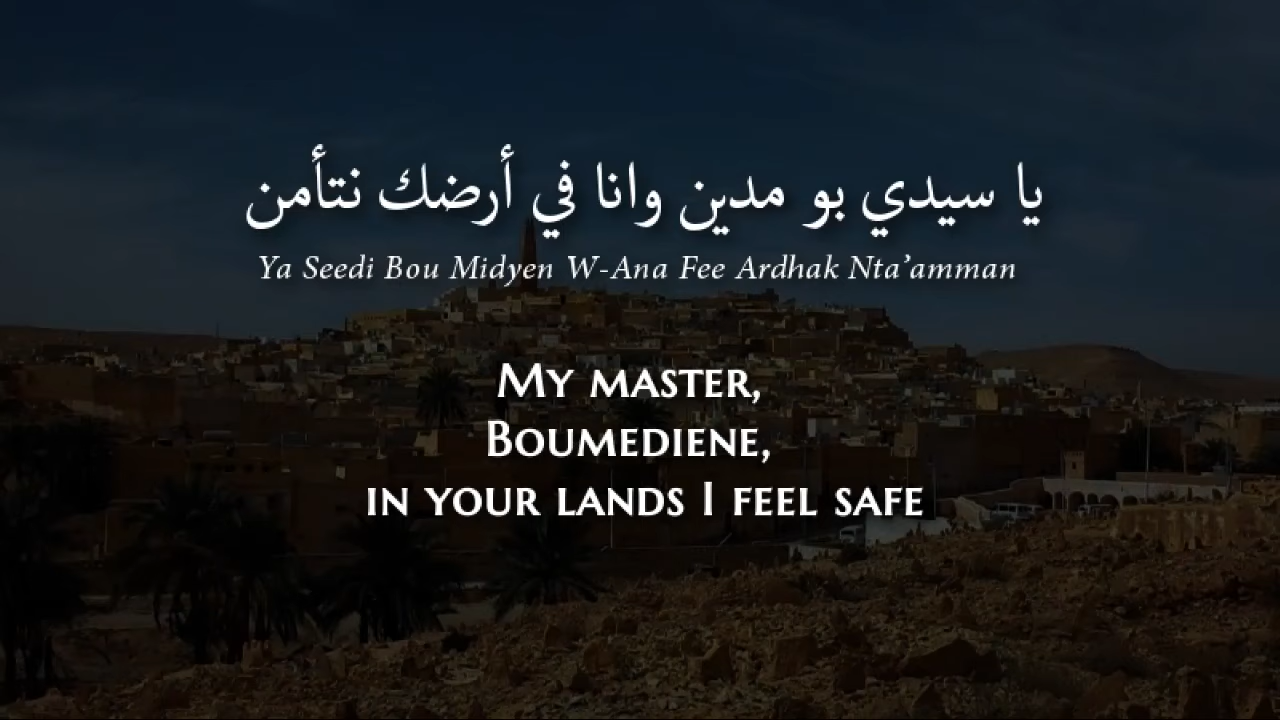 يا سيدي بو مدين وانا في أرضك نتأمن
Ya Seedi Bou Midyen W-Ana Fee Ardhak Nta’amman
My master,
Boumediene,
in your lands I feel safe